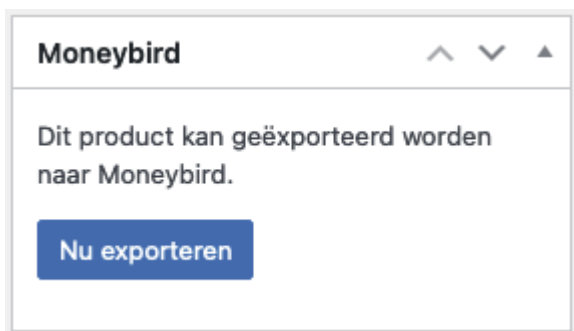 Moneybird
Dit product kan geëxporteerd worden
naar Moneybird.
Nu exporteren